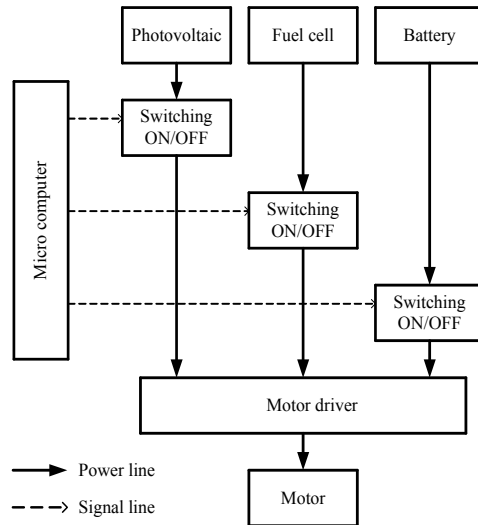 Photovoltaic
Fuel cell
Battery
Switching
ON/OFF
Micro computer
Switching
ON/OFF
Switching
ON/OFF
Motor driver
Power line
Signal line
Motor